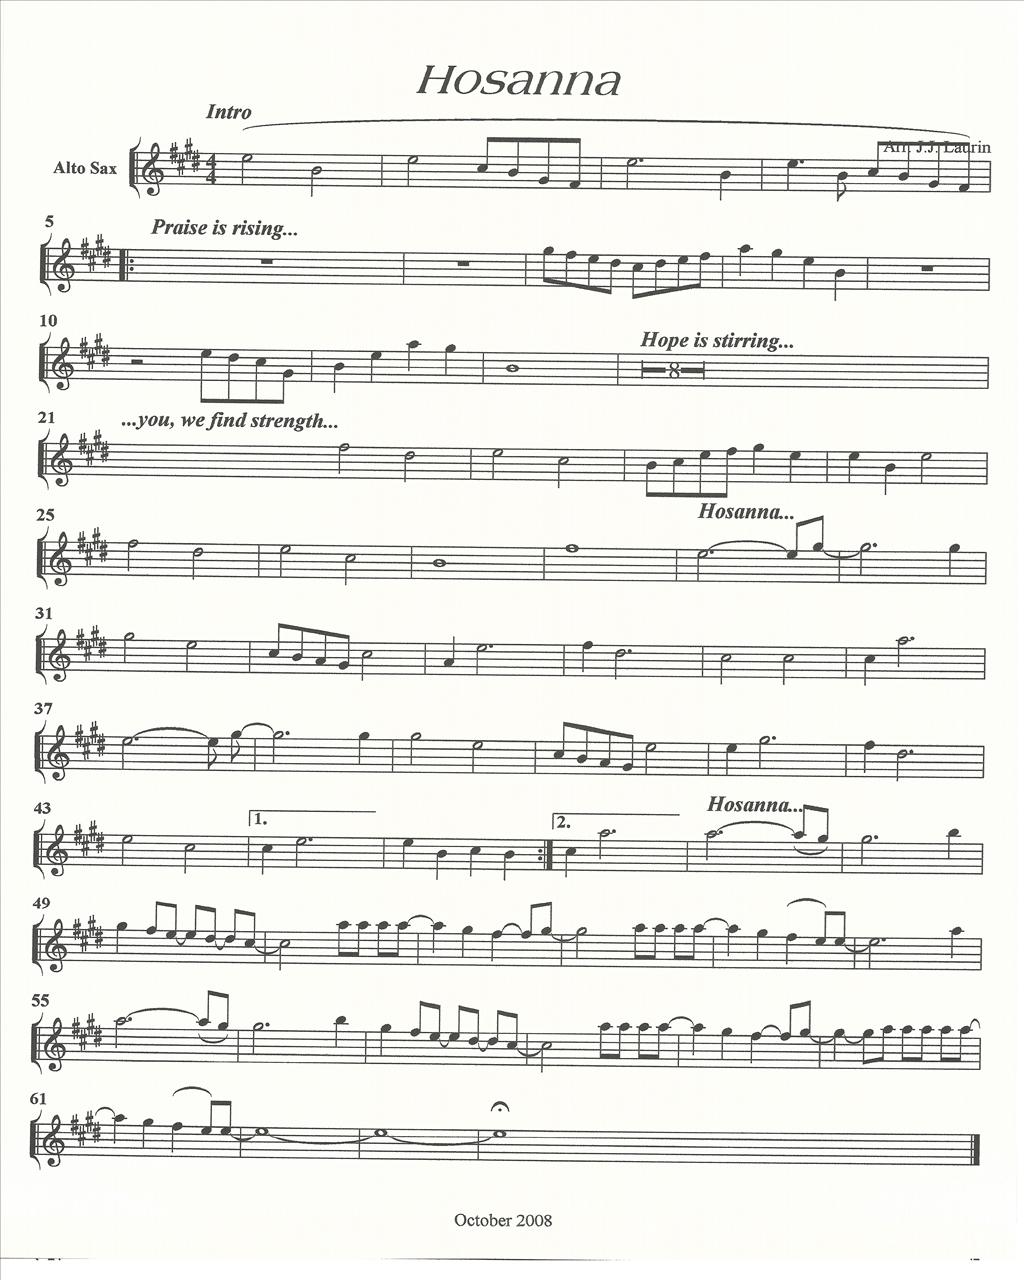 Hosanna
Intro
Arr. J.J. Laurin
Alto Sax
4
4
5
Praise is rising...
10
Hope is stirring...
8
21
...you, we find strength...
25
Hosanna...
31
37
43
1.
2.
Hosanna...
49
55
61
October 2008